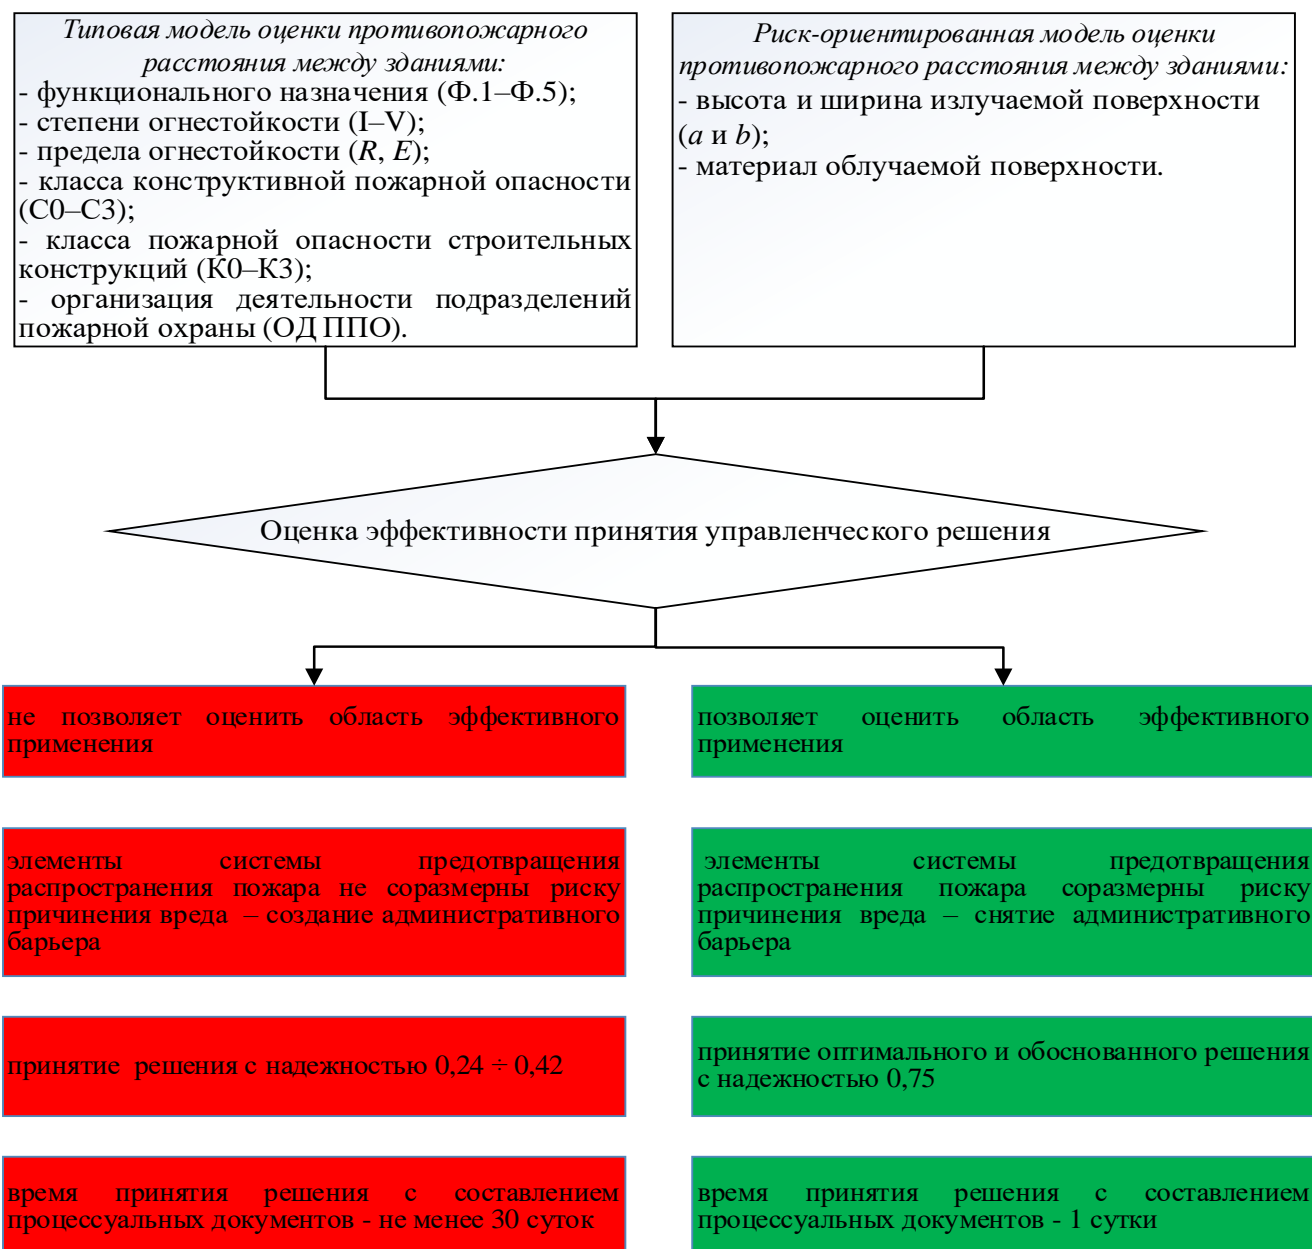 Типовая модель оценки противопожарного
расстояния между зданиями:
- функционального назначения (Ф.1–Ф.5);
- степени огнестойкости (I–V);
- предела огнестойкости (R, E);
- класса конструктивной пожарной опасности
(С0–С3);
- класса пожарной опасности строительных
конструкций (К0–К3);
- организация деятельности подразделений
пожарной охраны (ОД ППО).
Риск-ориентированная модель оценки
противопожарного расстояния между зданиями:
- высота и ширина излучаемой поверхности
(a и b);
- материал облучаемой поверхности.
Оценка эффективности принятия управленческого решения
не позволяет оценить область эффективного
применения
позволяет оценить область эффективного
применения
элементы системы предотвращения
распространения пожара не соразмерны риску
причинения вреда – создание административного
барьера
элементы системы предотвращения
распространения пожара соразмерны риску
причинения вреда – снятие административного
барьера
принятие решения с надежностью 0,24 ÷ 0,42
принятие оптимального и обоснованного решения
с надежностью 0,75
время принятия решения с составлением
процессуальных документов - не менее 30 суток
время принятия решения с составлением
процессуальных документов - 1 сутки